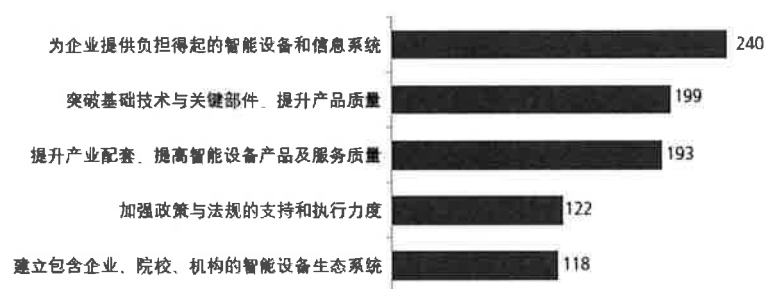 为企业提供负担得起的智能设备和信息系统 240
突破基础技术与关键部件、提升产品质量 199
提升产业配套、提高智能设备产品及服务质量 193
加强政策与法规的支持和执行力度 122
建立包含企业、院校、机构的智能设备生态系统 118